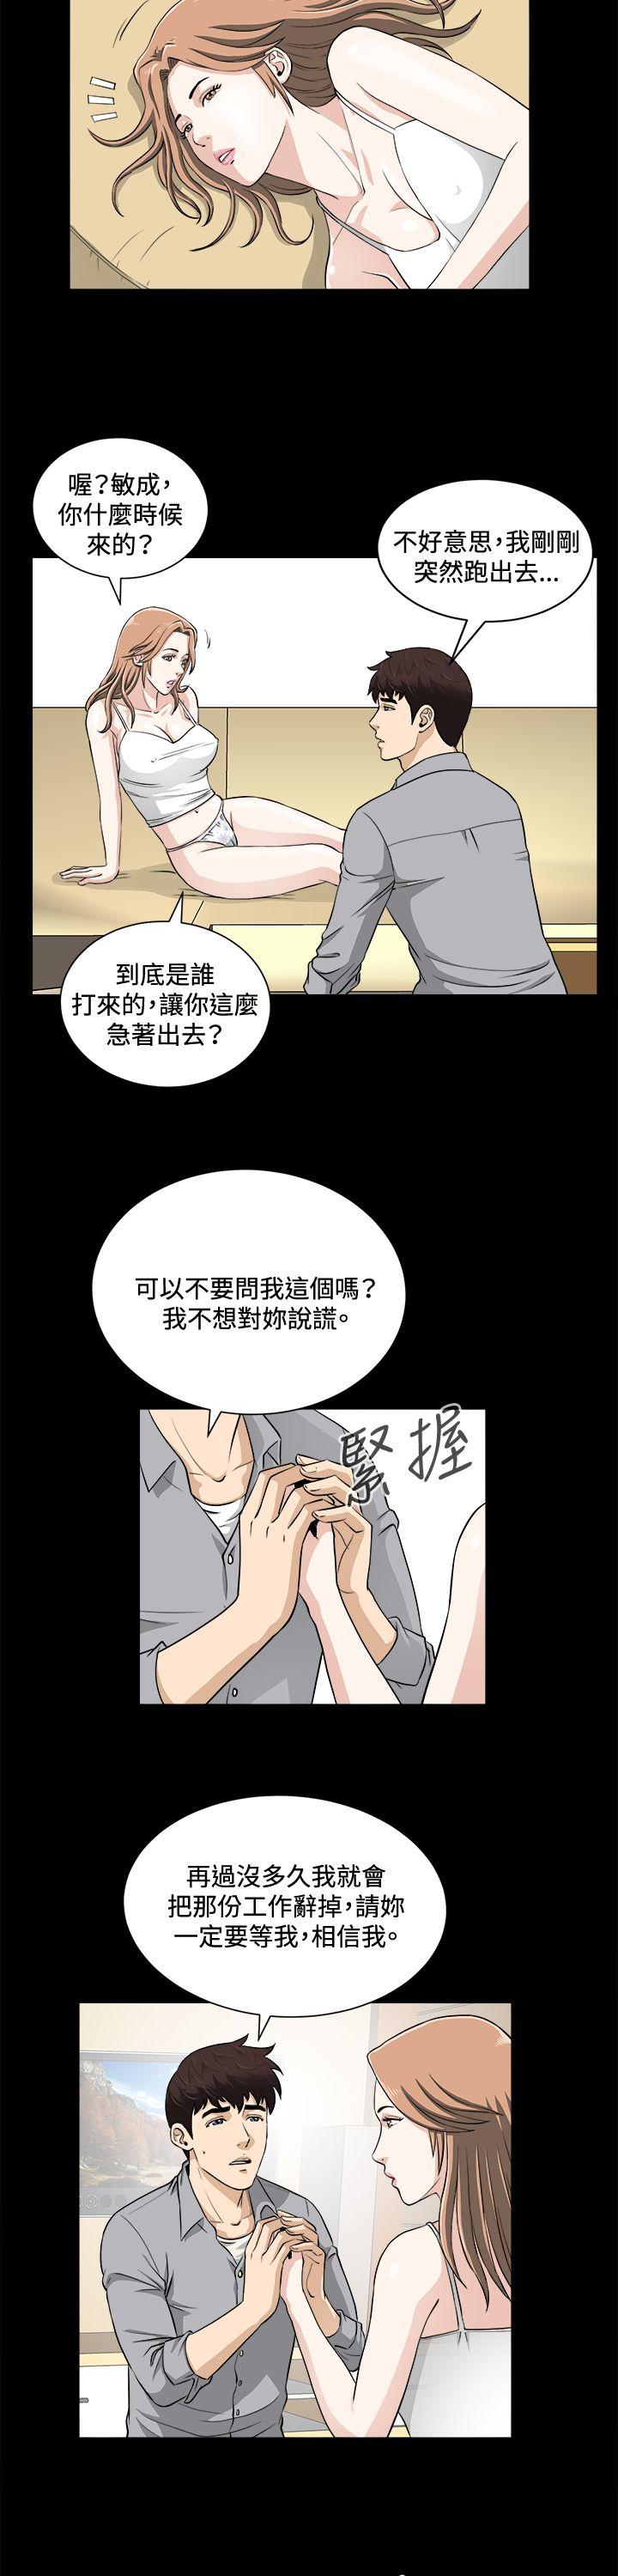 喔？敏成，
你什麼時候
來的？
不好意思，我剛剛
突然跑出去…
到底是誰
打來的，讓你這麼
急著出去？
可以不要問我這個嗎？
我不想對妳說謊。
緊握
再過沒多久我就會
把那份工作辭掉，請妳
一定要等我，相信我。